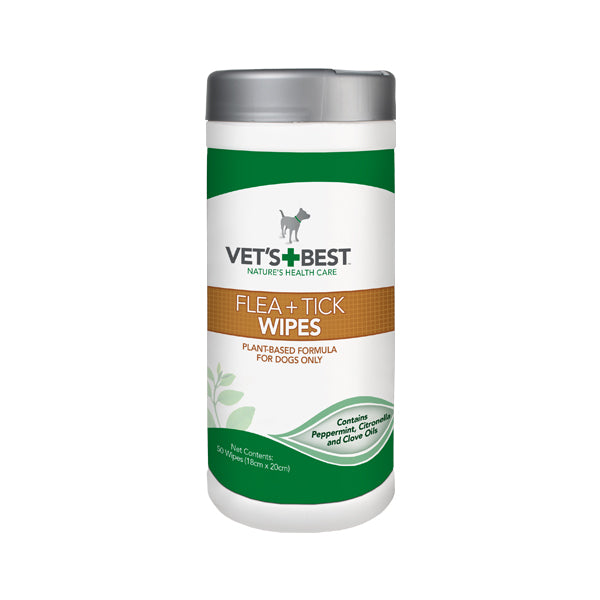 VET'S+BEST™
NATURE'S HEALTH CARE
FLEA + TICK
WIPES
PLANT-BASED FORMULA
FOR DOGS ONLY
Contains
Peppermint, Citronella
and Clove Oils
Net Contents:
50 Wipes (18cm x 20cm)